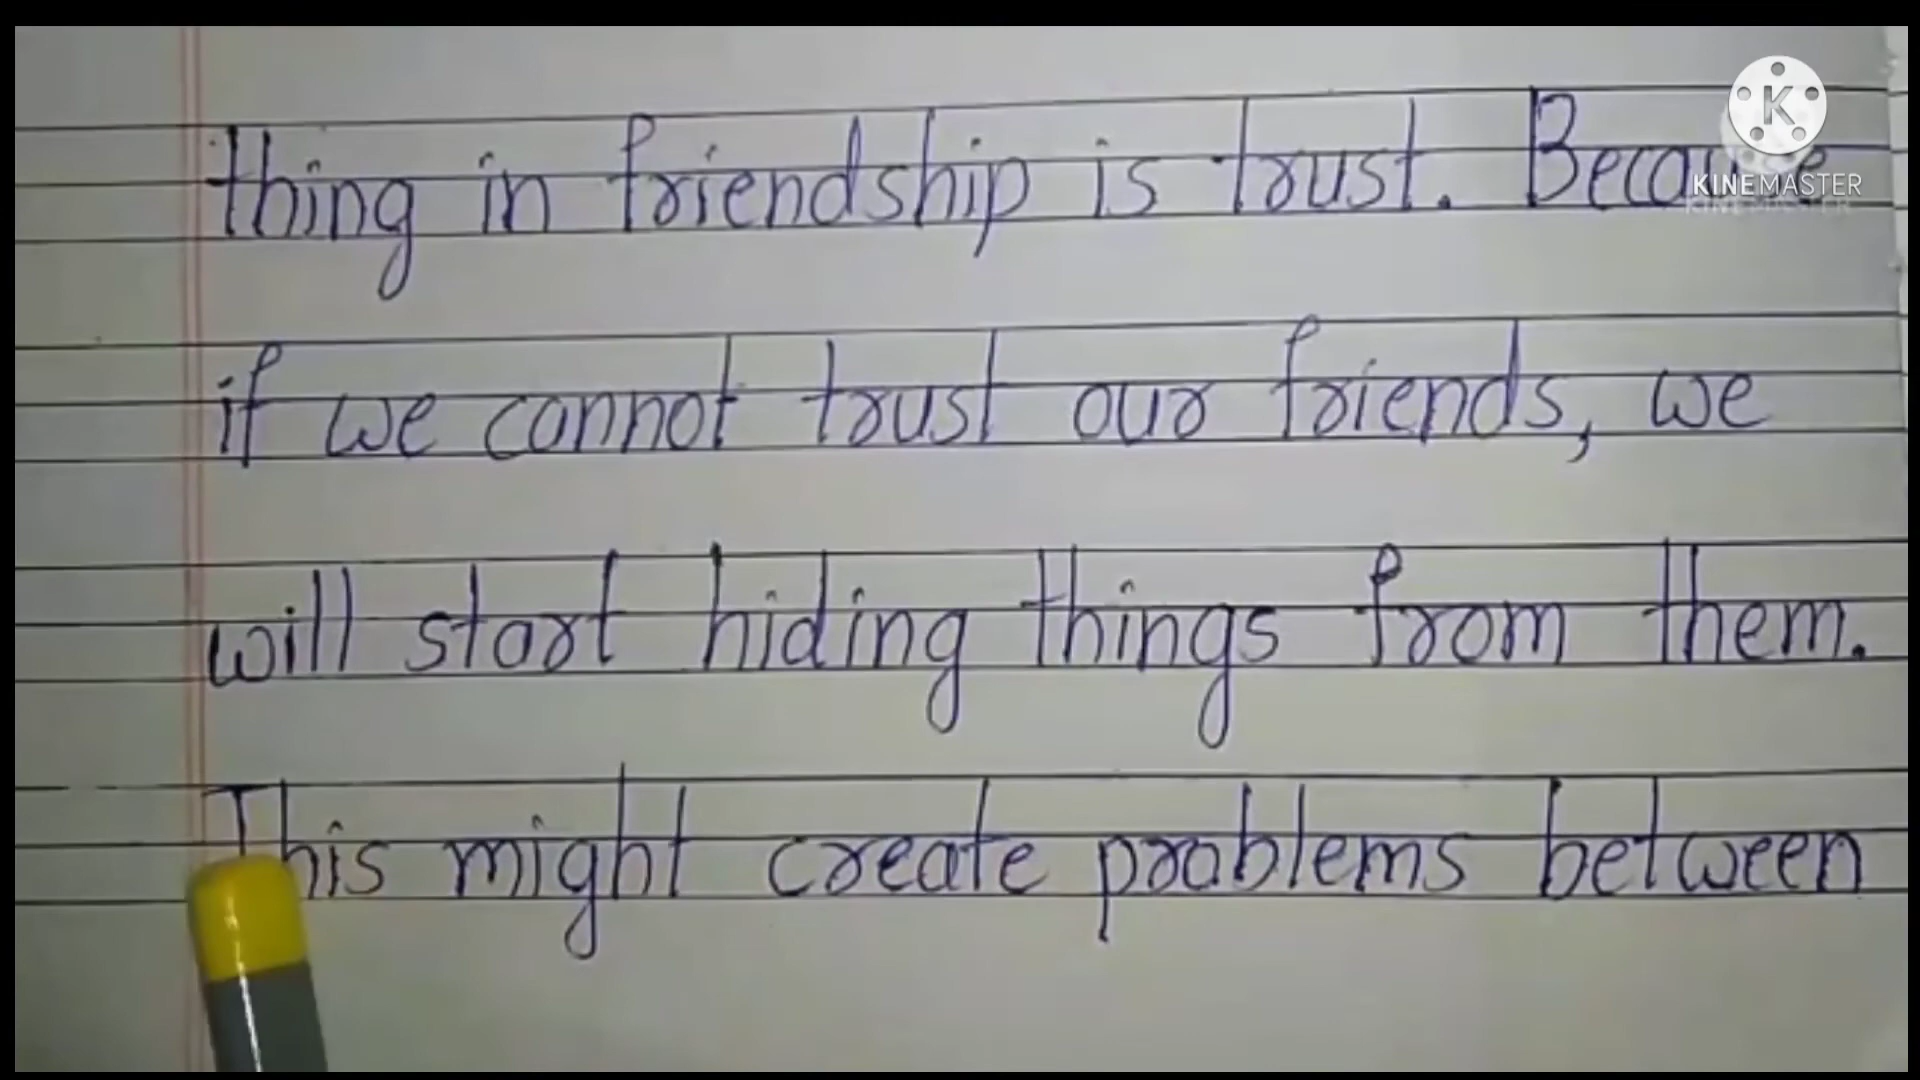 thing in friendship is trust. Because
if we cannot trust our friends, we
will start hiding things from them.
This might create problems between
KINEMASTER